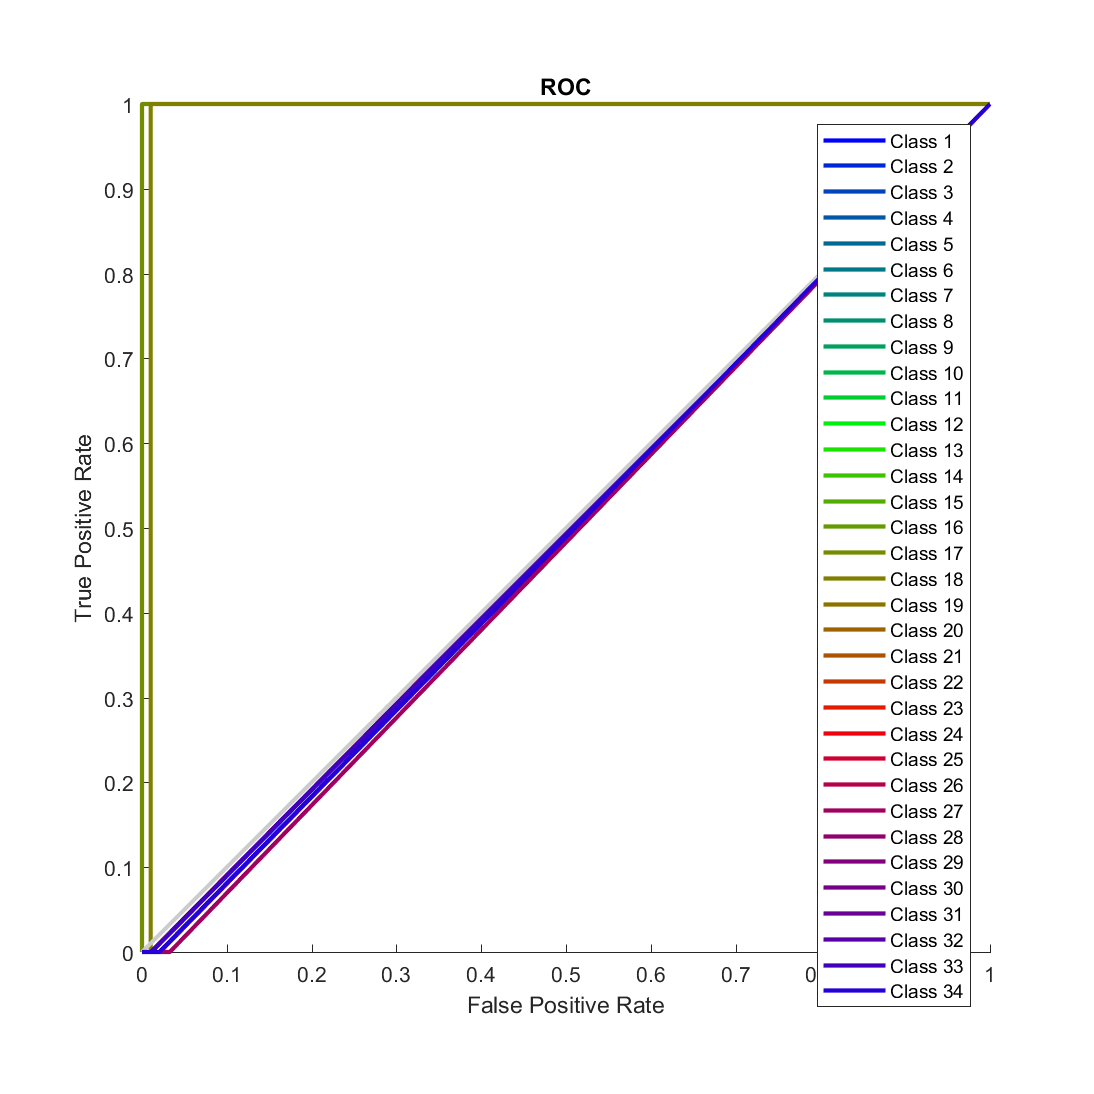 ROC
1
0.9
0.8
0.7
0.6
0.5
0.4
0.3
0.2
0.1
0
True Positive Rate
0
0.1
0.2
0.3
0.4
0.5
0.6
0.7
1
False Positive Rate
Class 1
Class 2
Class 3
Class 4
Class 5
Class 6
Class 7
Class 8
Class 9
Class 10
Class 11
Class 12
Class 13
Class 14
Class 15
Class 16
Class 17
Class 18
Class 19
Class 20
Class 21
Class 22
Class 23
Class 24
Class 25
Class 26
Class 27
Class 28
Class 29
Class 30
Class 31
Class 32
Class 33
Class 34